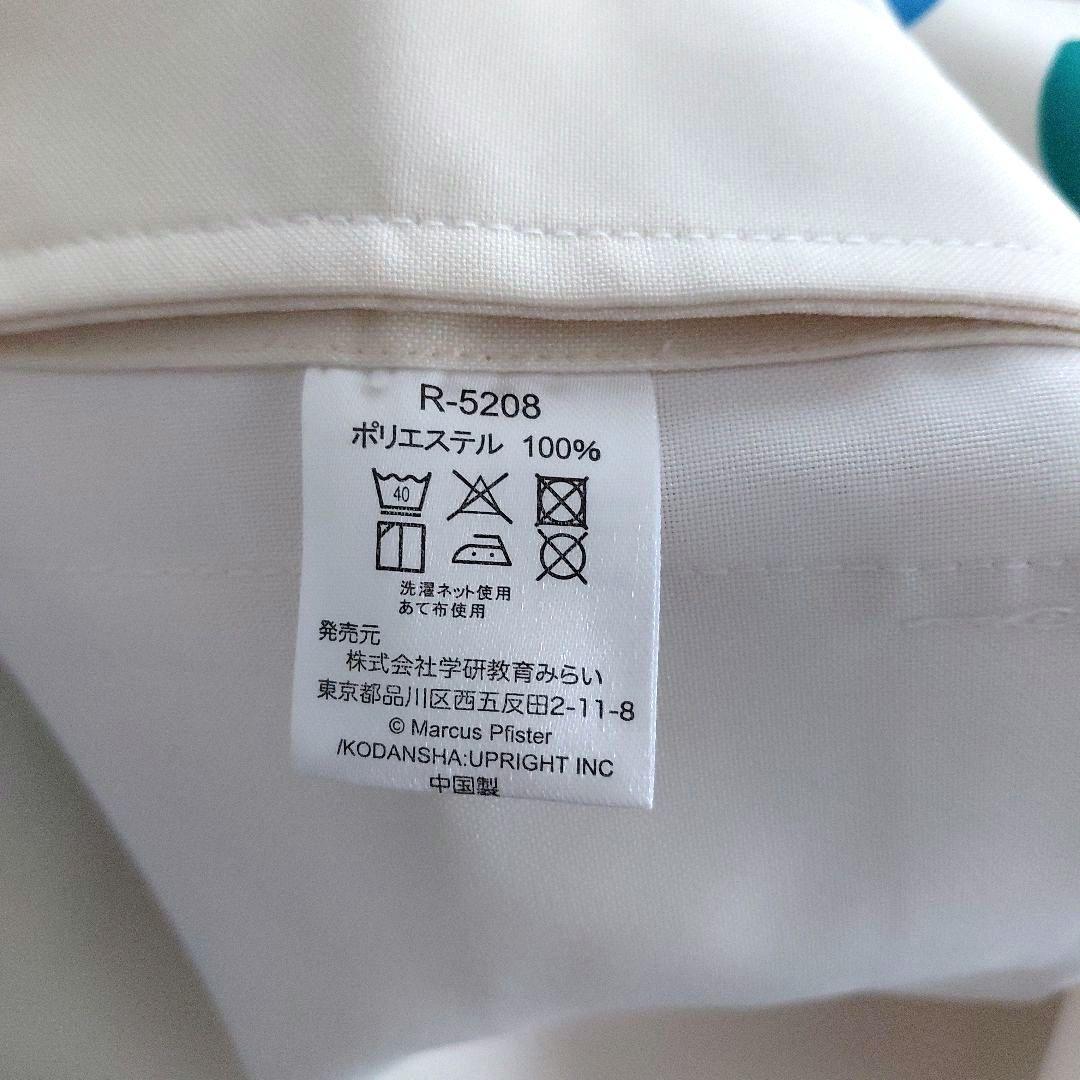 R-5208
ポリエステル 100%
40
洗濯ネット使用
あて布使用
発売元
株式会社学研教育みらい
東京都品川区西五反田2-11-8
© Marcus Pfister
/KODANSHA:UPRIGHT INC
中国製